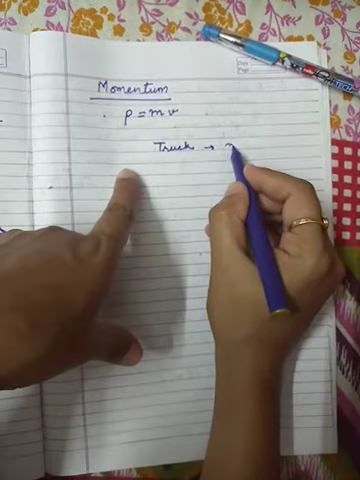 Momentum
p = mv
Truck → m